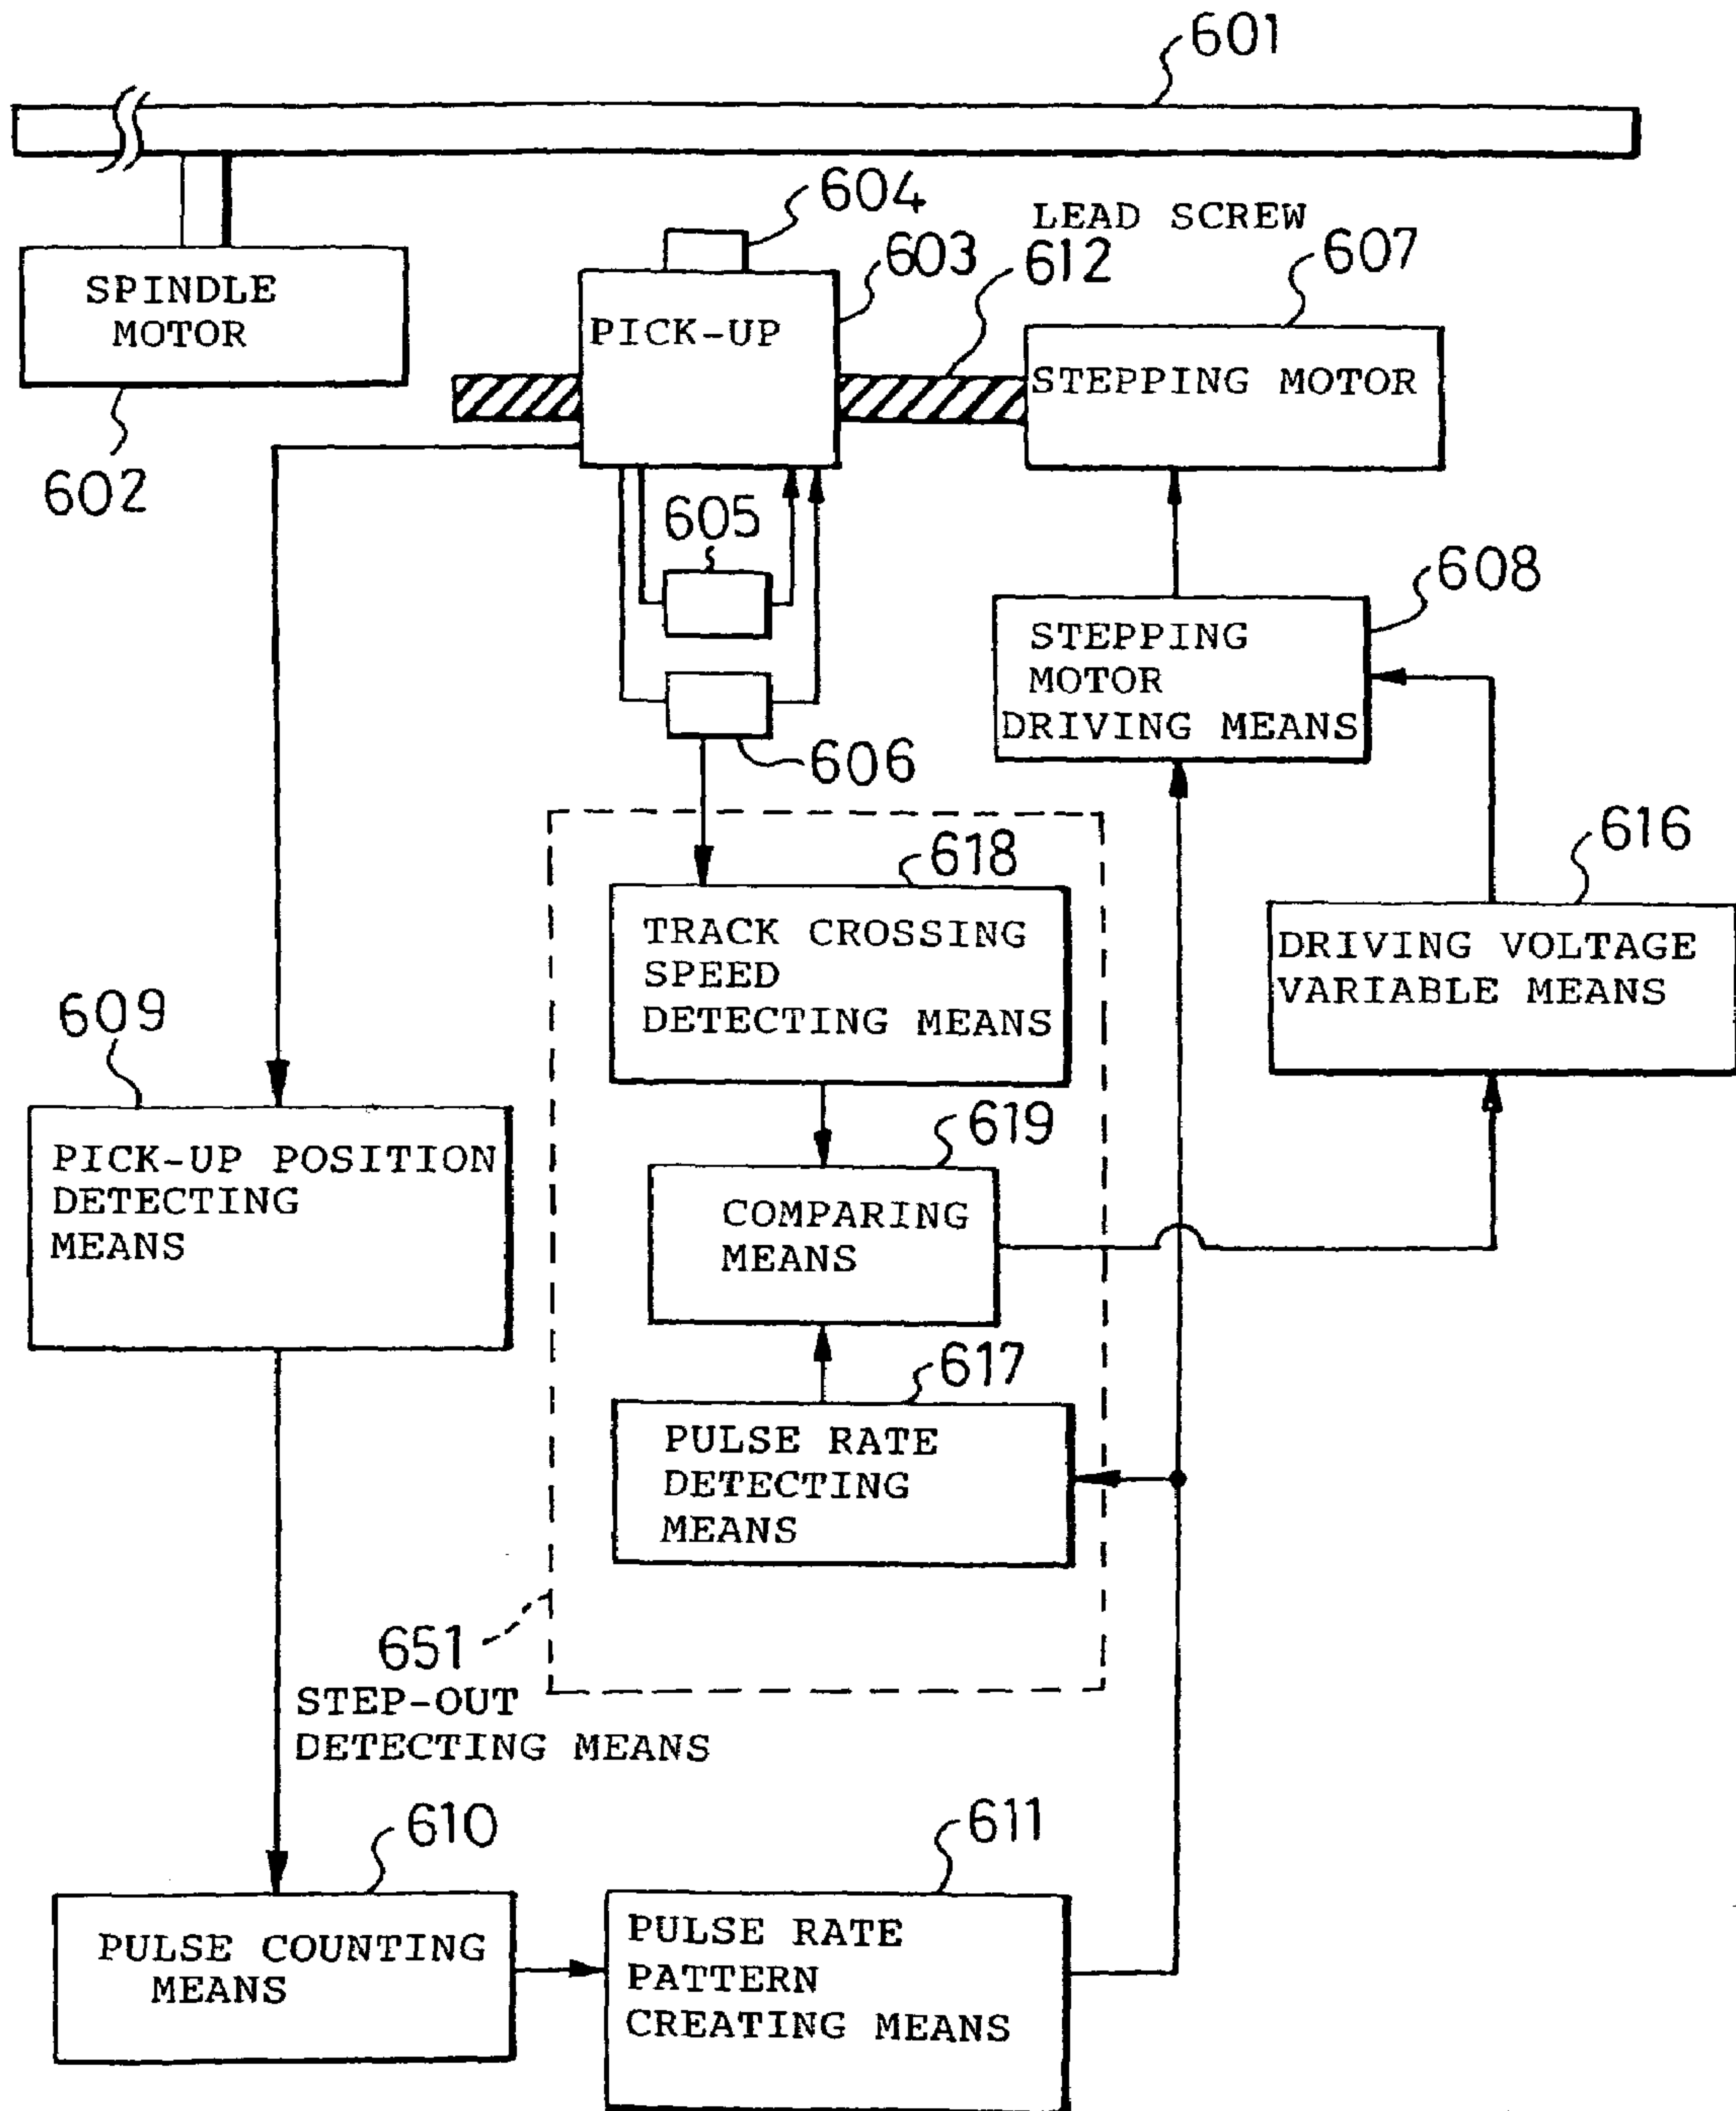 601
604
LEAD SCREW
603
612
607
SPINDLE
MOTOR
PICK-UP
STEPPING MOTOR
602
605
608
STEPPING
MOTOR
DRIVING MEANS
606
618
616
TRACK CROSSING
SPEED
DETECTING MEANS
DRIVING VOLTAGE
VARIABLE MEANS
609
619
PICK-UP POSITION
DETECTING
MEANS
COMPARING
MEANS
617
PULSE RATE
DETECTING
MEANS
651
STEP-OUT
DETECTING MEANS
610
611
PULSE COUNTING
MEANS
PULSE RATE
PATTERN
CREATING MEANS